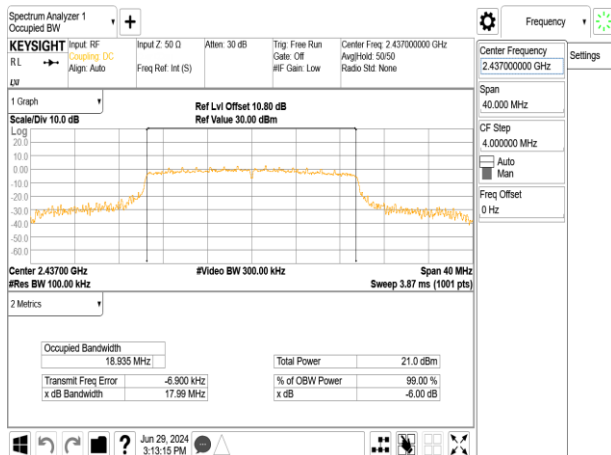 Spectrum Analyzer 1
Occupied BW
Frequency
KEYSIGHT
RL
Input: RF
Coupling: DC
Align: Auto
Input Z: 50 Ω
Freq Ref: Int (S)
Atten: 30 dB
Trig: Free Run
Gate: Off
#IF Gain: Low
Center Freq: 2.437000000 GHz
Avg|Hold: 50/50
Radio Std: None
Center Frequency
2.437000000 GHz
Settings
Span
40.000 MHz
CF Step
4.000000 MHz
Auto
Man
Freq Offset
0 Hz
1 Graph
Scale/Div 10.0 dB
Ref Lvl Offset 10.80 dB
Ref Value 30.00 dBm
Log
20.0
10.0
0.00
-10.0
-20.0
-30.0
-40.0
-50.0
-60.0
Center 2.43700 GHz
#Res BW 100.00 kHz
#Video BW 300.00 kHz
Span 40 MHz
Sweep 3.87 ms (1001 pts)
2 Metrics
Occupied Bandwidth
18.935 MHz
Transmit Freq Error -6.900 kHz
x dB Bandwidth 17.99 MHz
Total Power 21.0 dBm
% of OBW Power 99.00 %
x dB -6.00 dB
?
Jun 29, 2024
3:13:15 PM